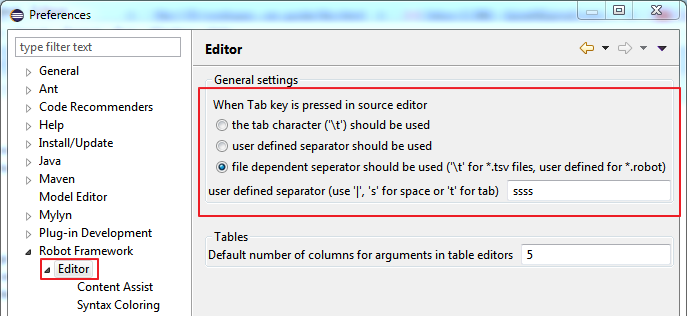 Preferences
type filter text
General
Ant
Code Recommenders
Help
Install/Update
Java
Maven
Model Editor
Mylyn
Plug-in Development
Robot Framework
Editor
Content Assist
Syntax Coloring
Editor
General settings
When Tab key is pressed in source editor
the tab character ('\t') should be used
user defined separator should be used
file dependent seperator should be used ('\t' for *.tsv files, user defined for *.robot)
user defined separator (use '|', 's' for space or 't' for tab) ssss
Tables
Default number of columns for arguments in table editors 5